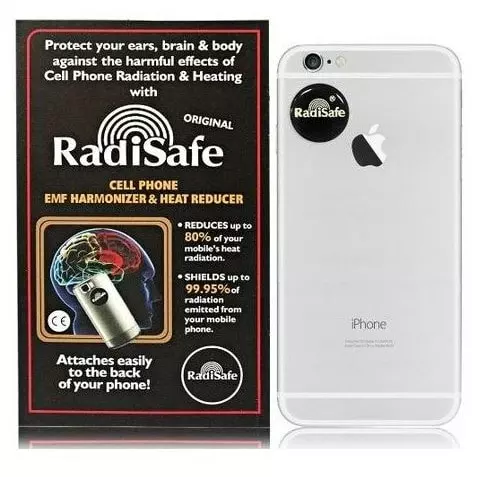 Protect your ears, brain & body
against the harmful effects of
Cell Phone Radiation & Heating
with
ORIGINAL
RadiSafe
CELL PHONE
EMF HARMONIZER & HEAT REDUCER
• REDUCES up to
80% of your
mobile's heat
radiation.
• SHIELDS up to
99.95% of
radiation
emitted from
your mobile
phone.
RadiSafe
CE
Attaches easily
to the back
of your phone!
RadiSafe
RadiSafe®
iPhone